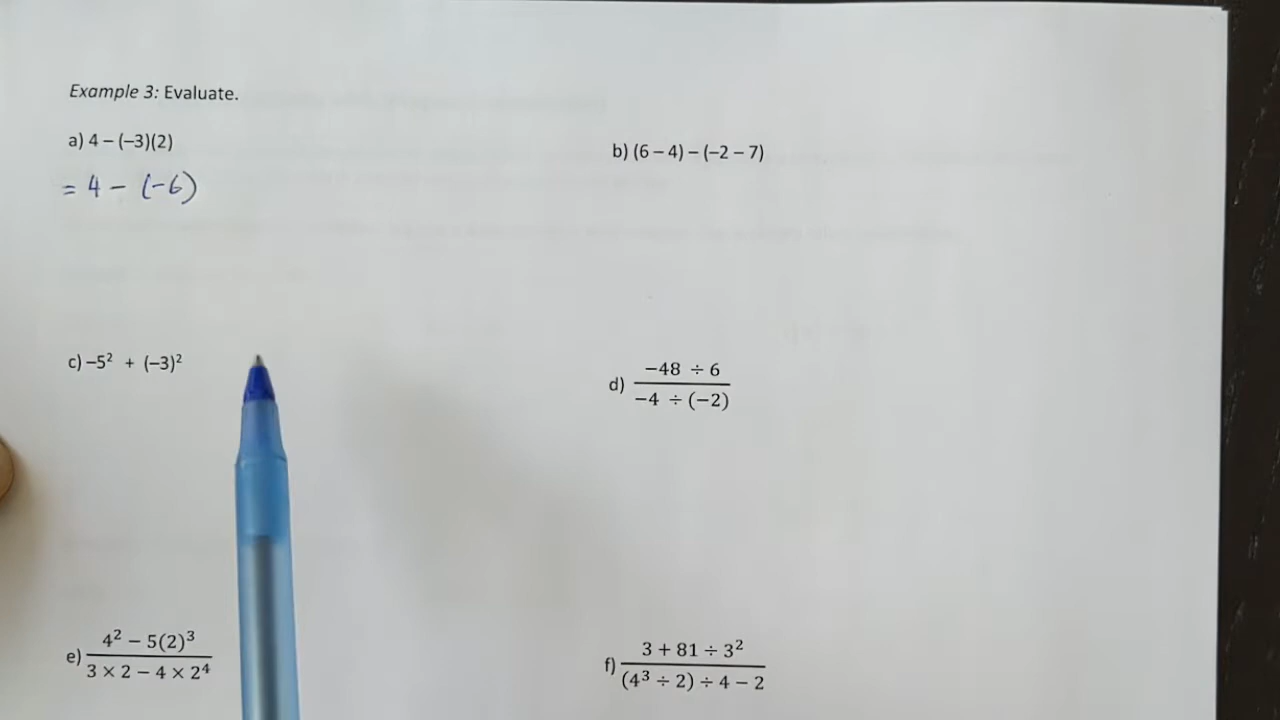 Example 3: Evaluate.
a) 4 – (–3)(2)
= 4 – (-6)
b) (6 – 4) – (–2 – 7)
c) –5² + (–3)²
d) −48 ÷ 6
−4 ÷ (−2)
e) 4² − 5(2)³
3 × 2 − 4 × 2⁴
f) 3 + 81 ÷ 3²
(4³ ÷ 2) ÷ 4 − 2